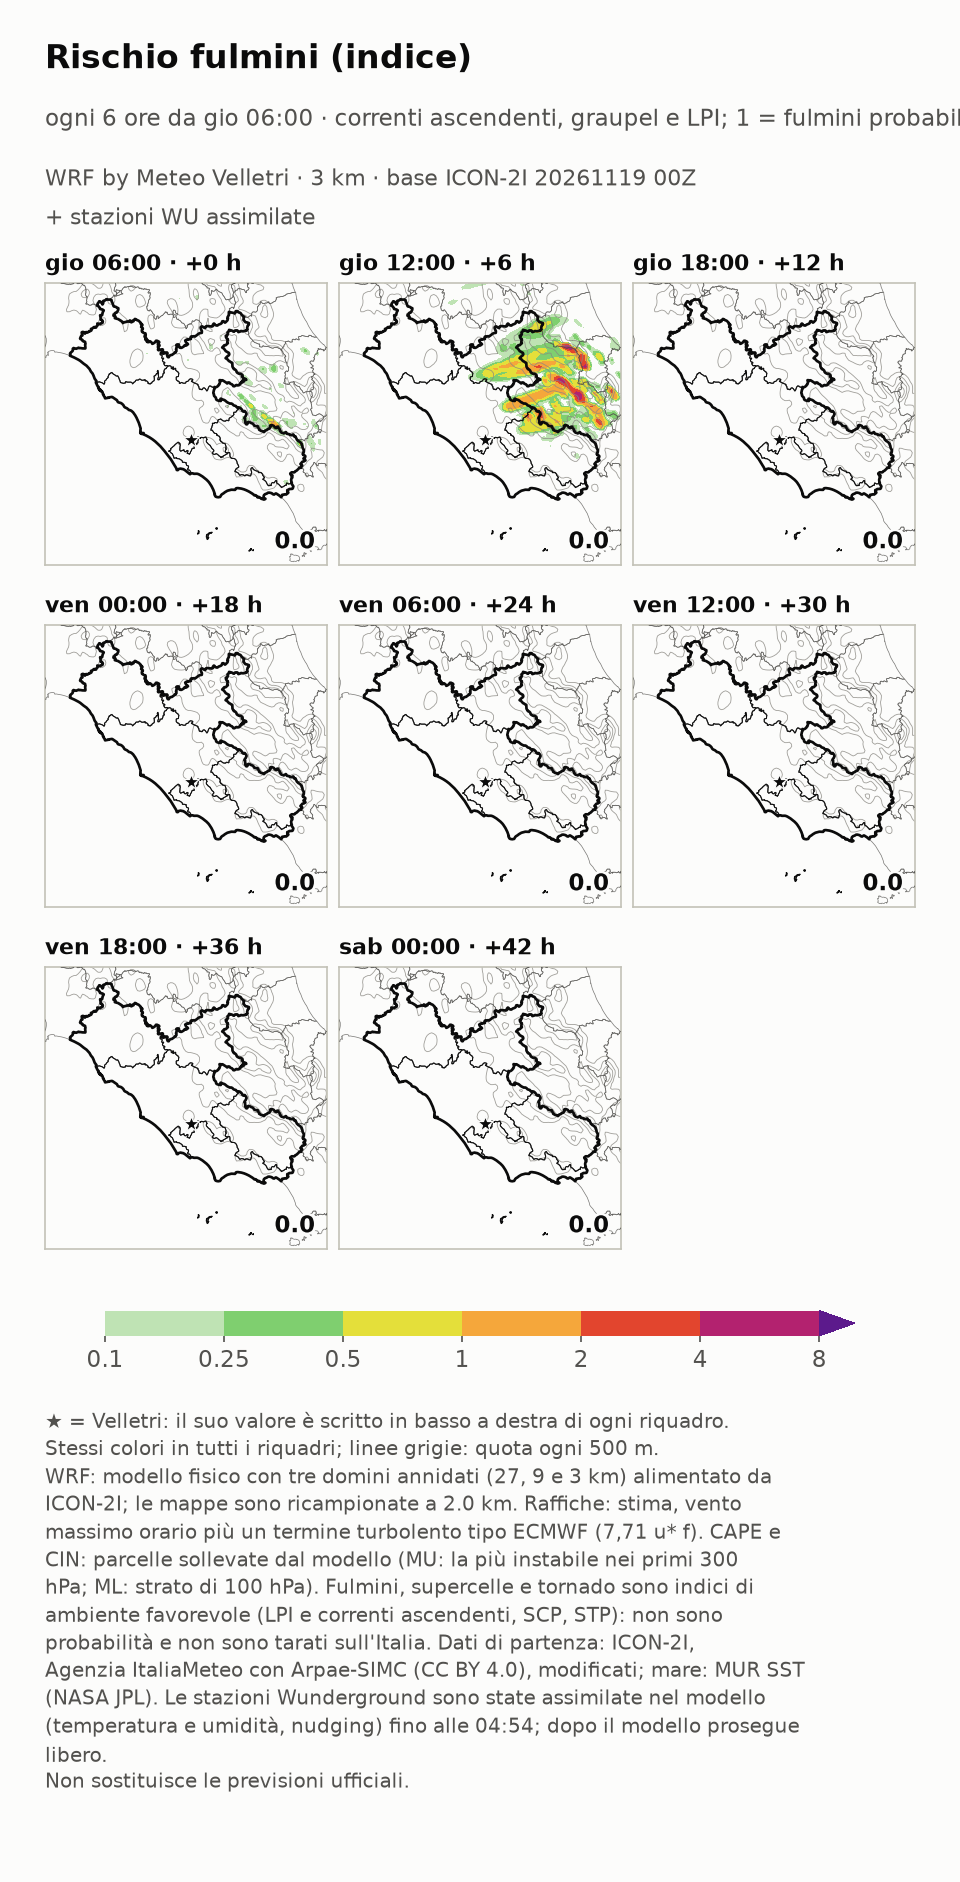 Rischio fulmini (indice)
ogni 6 ore da gio 06:00 · correnti ascendenti, graupel e LPI; 1 = fulmini probabil
WRF by Meteo Velletri · 3 km · base ICON-2I 20261119 00Z
+ stazioni WU assimilate
gio 06:00 · +0 h
gio 12:00 · +6 h
gio 18:00 · +12 h
0.0
0.0
0.0
ven 00:00 · +18 h
ven 06:00 · +24 h
ven 12:00 · +30 h
0.0
0.0
0.0
ven 18:00 · +36 h
sab 00:00 · +42 h
0.0
0.0
0.1
0.25
0.5
1
2
4
8
★ = Velletri: il suo valore è scritto in basso a destra di ogni riquadro.
Stessi colori in tutti i riquadri; linee grigie: quota ogni 500 m.
WRF: modello fisico con tre domini annidati (27, 9 e 3 km) alimentato da
ICON-2I; le mappe sono ricampionate a 2.0 km. Raffiche: stima, vento
massimo orario più un termine turbolento tipo ECMWF (7,71 u* f). CAPE e
CIN: parcelle sollevate dal modello (MU: la più instabile nei primi 300
hPa; ML: strato di 100 hPa). Fulmini, supercelle e tornado sono indici di
ambiente favorevole (LPI e correnti ascendenti, SCP, STP): non sono
probabilità e non sono tarati sull'Italia. Dati di partenza: ICON-2I,
Agenzia ItaliaMeteo con Arpae-SIMC (CC BY 4.0), modificati; mare: MUR SST
(NASA JPL). Le stazioni Wunderground sono state assimilate nel modello
(temperatura e umidità, nudging) fino alle 04:54; dopo il modello prosegue
libero.
Non sostituisce le previsioni ufficiali.